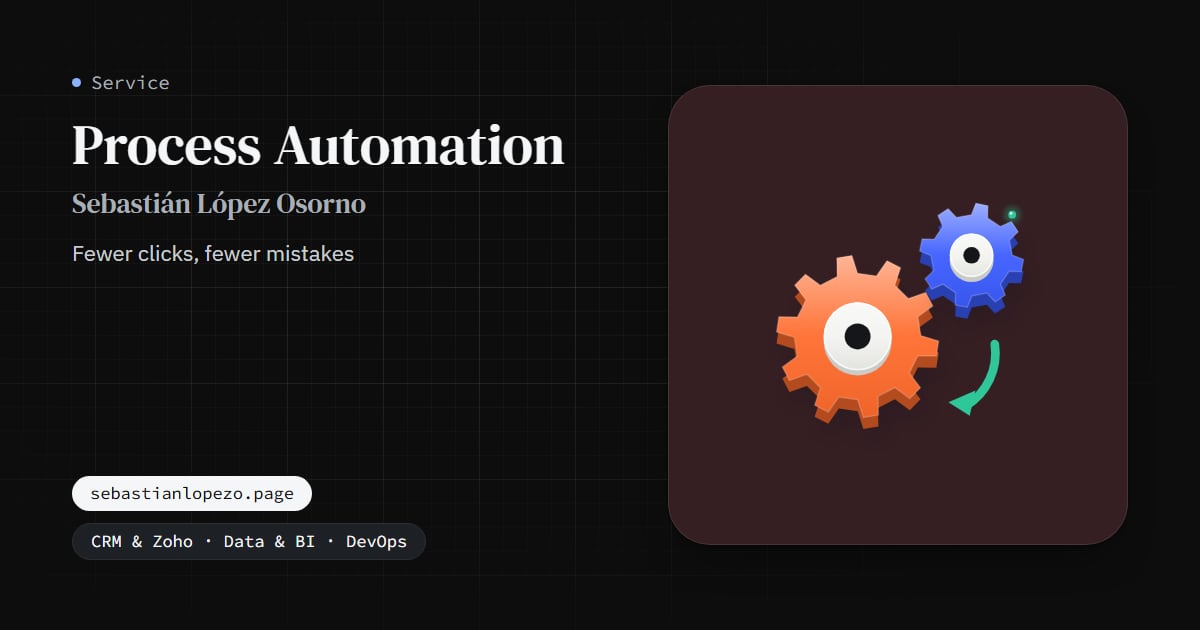 Service
Process Automation
Sebastián López Osorno
Fewer clicks, fewer mistakes
sebastianlopezo.page
CRM & Zoho · Data & BI · DevOps